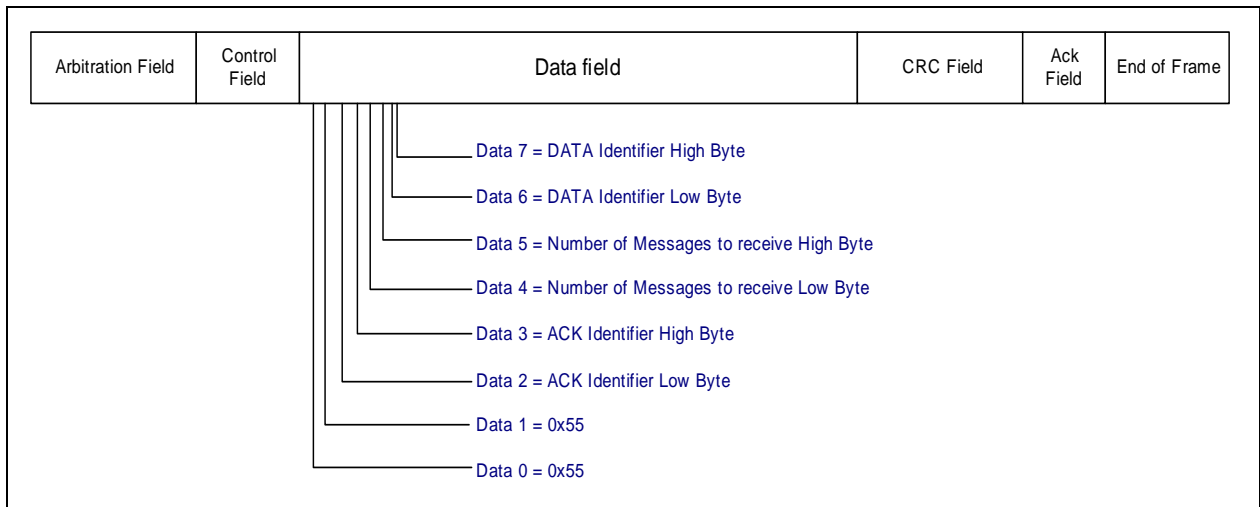 Arbitration Field
Control
Field
Data field
CRC Field
Ack
Field
End of Frame
Data 7 = DATA Identifier High Byte
Data 6 = DATA Identifier Low Byte
Data 5 = Number of Messages to receive High Byte
Data 4 = Number of Messages to receive Low Byte
Data 3 = ACK Identifier High Byte
Data 2 = ACK Identifier Low Byte
Data 1 = 0x55
Data 0 = 0x55